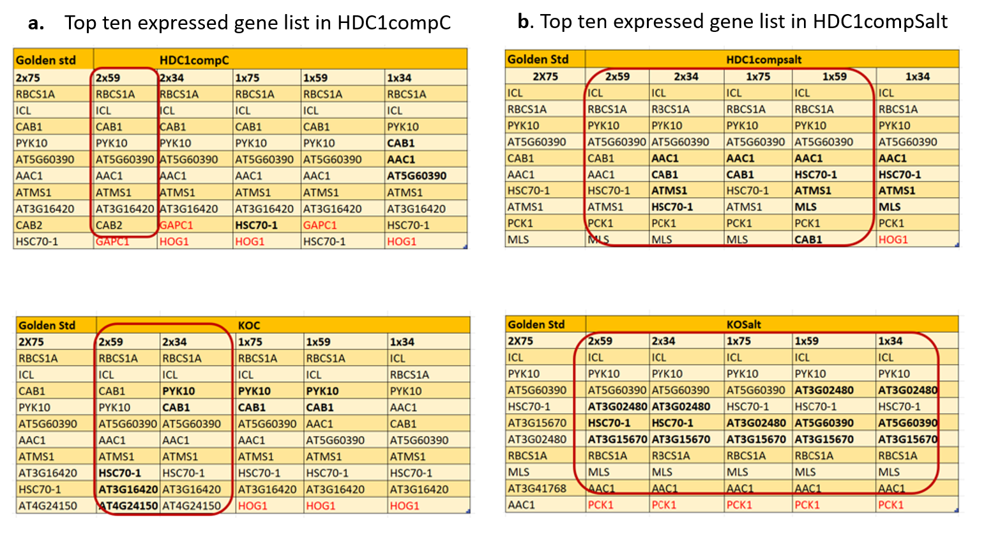 a. Top ten expressed gene list in HDC1compC
Golden std HDC1compC
2x75 2x59 2x34 1x75 1x59 1x34
RBCS1A RBCS1A RBCS1A RBCS1A RBCS1A RBCS1A
ICL ICL ICL ICL ICL ICL
CAB1 CAB1 CAB1 CAB1 CAB1 PYK10
PYK10 PYK10 PYK10 PYK10 PYK10 CAB1
AT5G60390 AT5G60390 AT5G60390 AT5G60390 AT5G60390 AAC1
AAC1 AAC1 AAC1 AAC1 AAC1 AT5G60390
ATMS1 ATMS1 ATMS1 ATMS1 ATMS1 ATMS1
AT3G16420 AT3G16420 AT3G16420 AT3G16420 AT3G16420 AT3G16420
CAB2 CAB2 GAPC1 HSC70-1 GAPC1 HSC70-1
HSC70-1 GAPC1 HOG1 HOG1 HSC70-1 HOG1
b. Top ten expressed gene list in HDC1compSalt
Golden Std HDC1compsalt
2X75 2x59 2x34 1x75 1x59 1x34
ICL ICL ICL ICL ICL ICL
RBCS1A RBCS1A RBCS1A RBCS1A RBCS1A RBCS1A
PYK10 PYK10 PYK10 PYK10 PYK10 PYK10
AT5G60390 AT5G60390 AT5G60390 AT5G60390 AT5G60390 AT5G60390
CAB1 CAB1 AAC1 AAC1 AAC1 AAC1
AAC1 AAC1 CAB1 CAB1 HSC70-1 HSC70-1
HSC70-1 HSC70-1 ATMS1 HSC70-1 ATMS1 ATMS1
ATMS1 ATMS1 HSC70-1 ATMS1 MLS MLS
PCK1 PCK1 PCK1 PCK1 PCK1 PCK1
MLS MLS MLS MLS CAB1 HOG1
Golden Std KOC
2X75 2x59 2x34 1x75 1x59 1x34
RBCS1A RBCS1A RBCS1A RBCS1A RBCS1A ICL
ICL ICL ICL ICL ICL RBCS1A
CAB1 CAB1 PYK10 PYK10 PYK10 PYK10
PYK10 PYK10 CAB1 CAB1 CAB1 AAC1
AT5G60390 AT5G60390 AT5G60390 AT5G60390 AAC1 CAB1
AAC1 AAC1 AAC1 AAC1 AT5G60390 AT5G60390
ATMS1 ATMS1 ATMS1 ATMS1 ATMS1 ATMS1
AT3G16420 HSC70-1 HSC70-1 HSC70-1 HSC70-1 HSC70-1
HSC70-1 AT3G16420 AT3G16420 AT3G16420 AT3G16420 AT3G16420
AT4G24150 AT4G24150 AT4G24150 HOG1 HOG1 HOG1
Golden Std KOSalt
2X75 2x59 2x34 1x75 1x59 1x34
ICL ICL ICL ICL ICL ICL
PYK10 PYK10 PYK10 PYK10 PYK10 PYK10
AT5G60390 AT5G60390 AT5G60390 AT5G60390 AT3G02480 AT3G02480
HSC70-1 AT3G02480 AT3G02480 HSC70-1 HSC70-1 HSC70-1
AT3G15670 HSC70-1 HSC70-1 AT3G02480 AT5G60390 AT5G60390
AT3G02480 AT3G15670 AT3G15670 AT3G15670 AT3G15670 AT3G15670
RBCS1A RBCS1A RBCS1A RBCS1A RBCS1A RBCS1A
MLS MLS MLS MLS MLS MLS
AT3G41768 AAC1 AAC1 AAC1 AAC1 AAC1
AAC1 PCK1 PCK1 PCK1 PCK1 PCK1